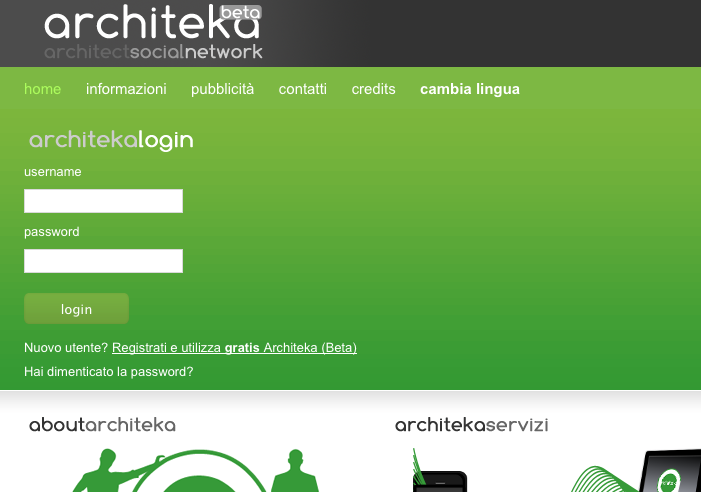 architeka beta
architectsocialnetwork
home informazioni pubblicità contatti credits cambia lingua
architekalogin
username
password
login
Nuovo utente? Registrati e utilizza gratis Architeka (Beta)
Hai dimenticato la password?
aboutarchiteka architekaservizi